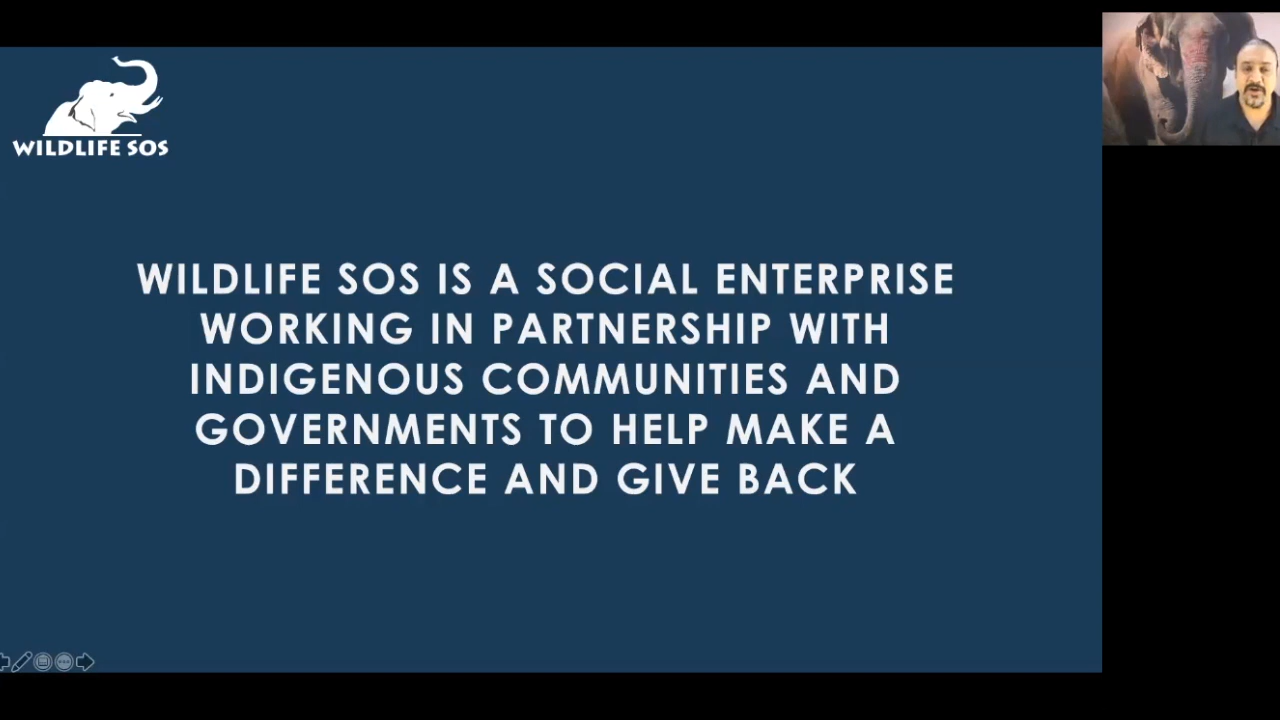 WILDLIFE SOS
WILDLIFE SOS IS A SOCIAL ENTERPRISE
WORKING IN PARTNERSHIP WITH
INDIGENOUS COMMUNITIES AND
GOVERNMENTS TO HELP MAKE A
DIFFERENCE AND GIVE BACK